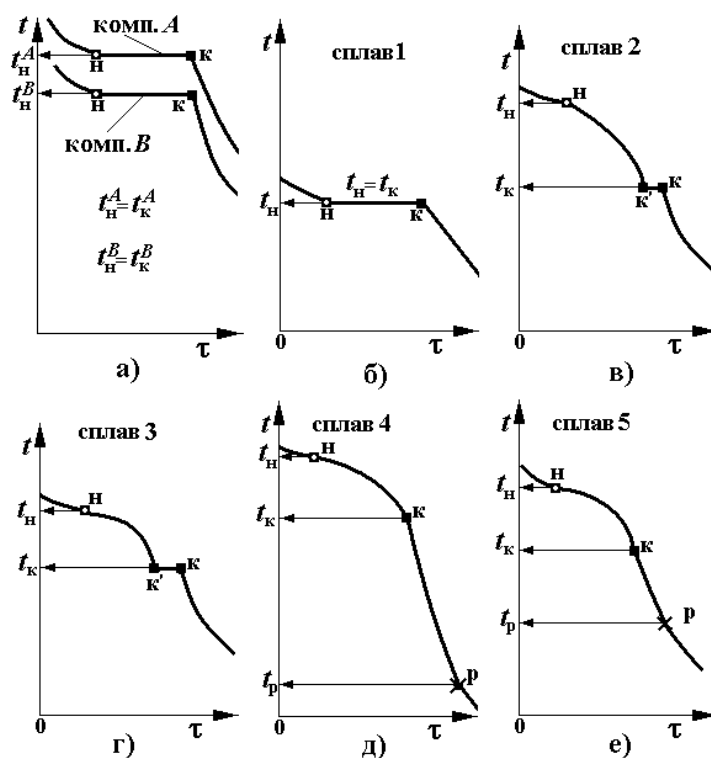 t
комп. A
t_н^A
н
к
t_н^B
н
к
комп. B
t_н^A = t_к^A
t_н^B = t_к^B
τ
а)
t
сплав 1
t_н = t_к
t_н
н
к
0
τ
б)
t
сплав 2
н
t_н
t_к
к'
к
0
τ
в)
t
сплав 3
н
t_н
t_к
к'
к
0
τ
г)
t
сплав 4
н
t_н
t_к
к
t_р
р
0
τ
д)
t
сплав 5
н
t_н
t_к
к
t_р
р
0
τ
е)